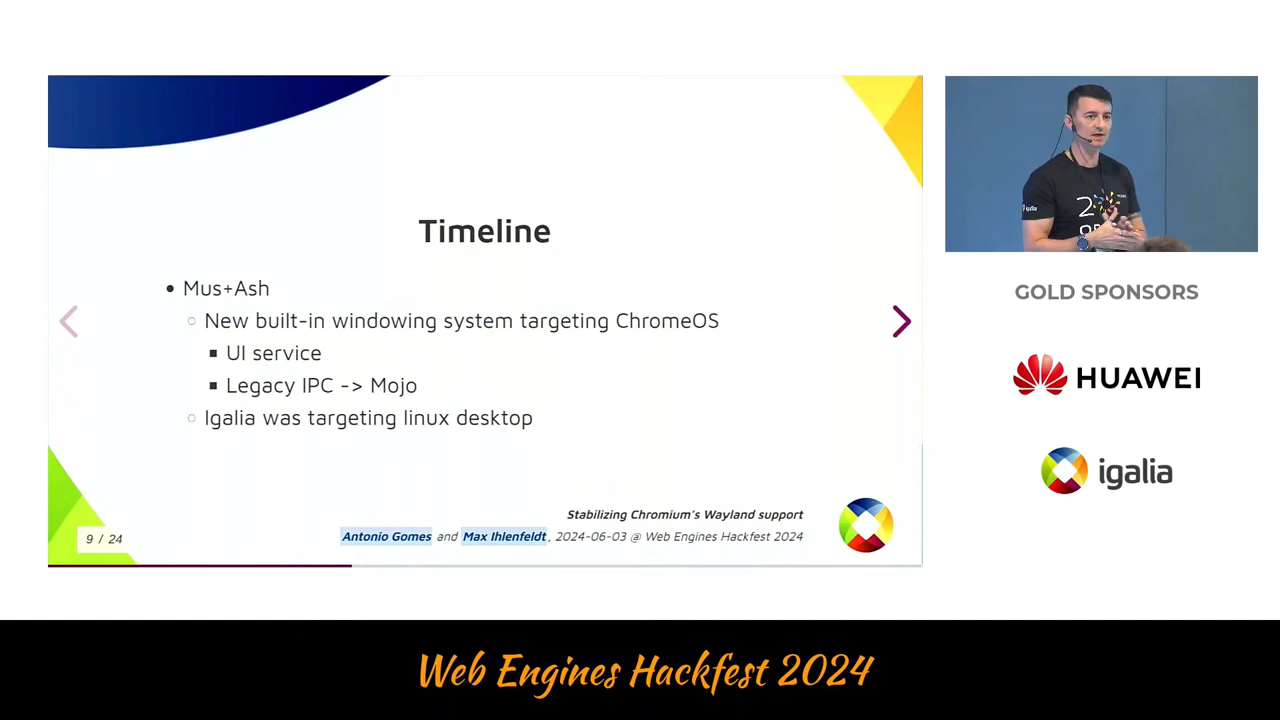 Timeline
Mus+Ash
New built-in windowing system targeting ChromeOS
UI service
Legacy IPC -> Mojo
Igalia was targeting linux desktop
Stabilizing Chromium's Wayland support
Antonio Gomes and Max Ihlenfeldt, 2024-06-03 @ Web Engines Hackfest 2024
9 / 24
igalia
GOLD SPONSORS
HUAWEI
igalia
Web Engines Hackfest 2024